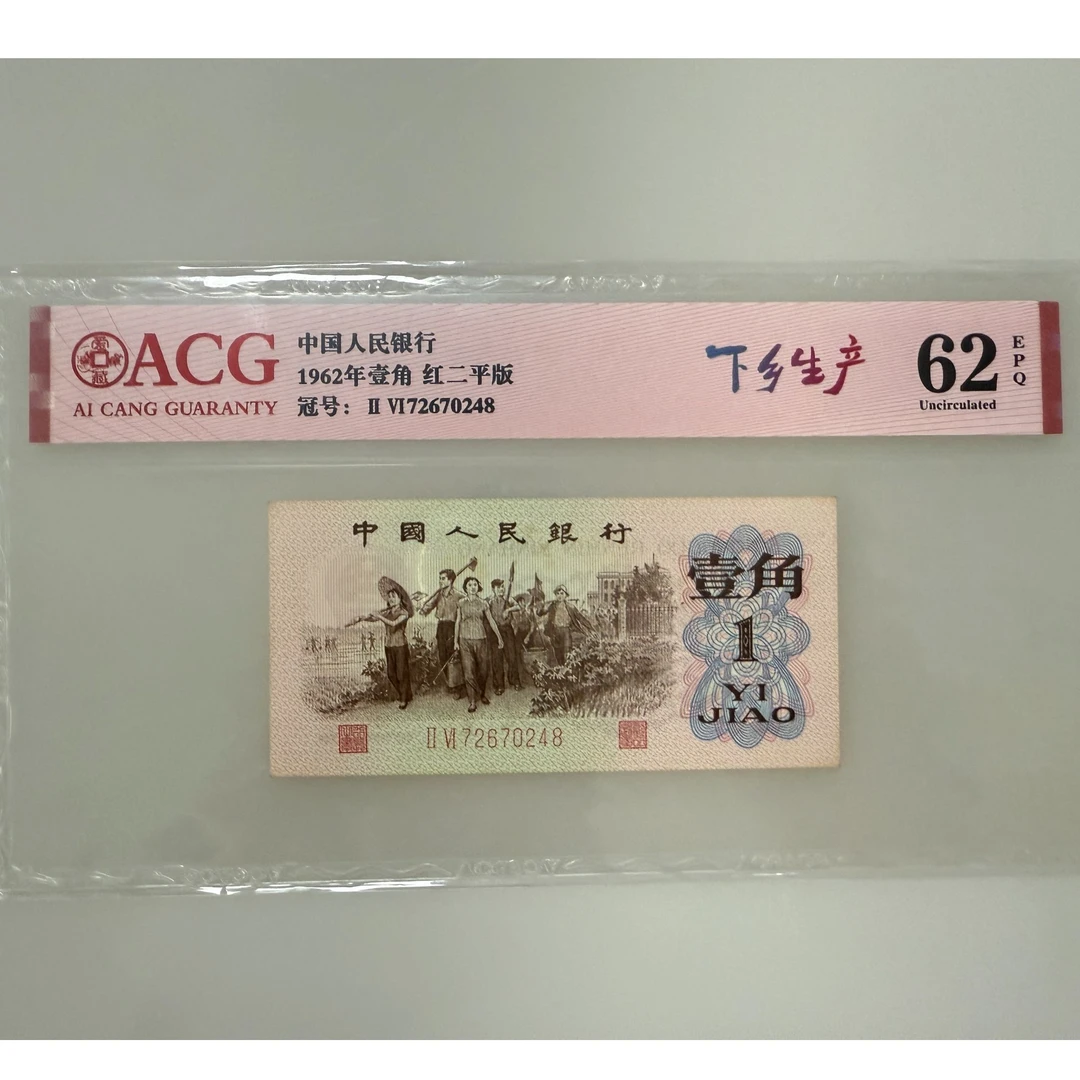 ACG
AI CANG GUARANTY
中国人民银行
1962年壹角 红二平版
冠号： Ⅱ Ⅵ72670248
下乡生产
62
EPQ
Uncirculated
中國人民銀行
壹角
1
YI
JIAO
Ⅱ Ⅵ 72670248